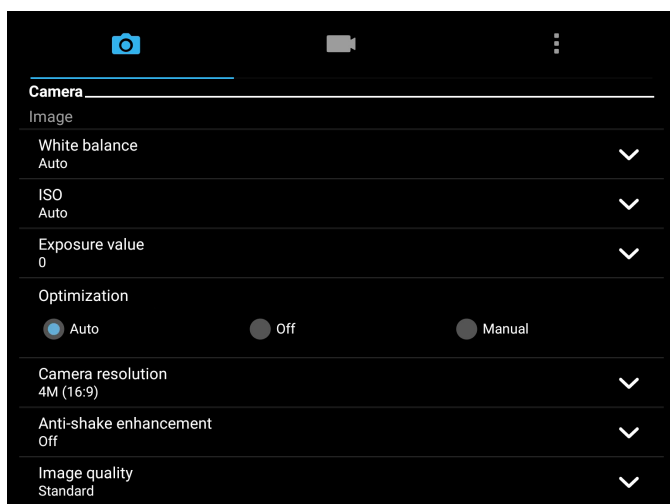 Camera
Image
White balance
Auto
ISO
Auto
Exposure value
0
Optimization
Auto Off Manual
Camera resolution
4M (16:9)
Anti-shake enhancement
Off
Image quality
Standard